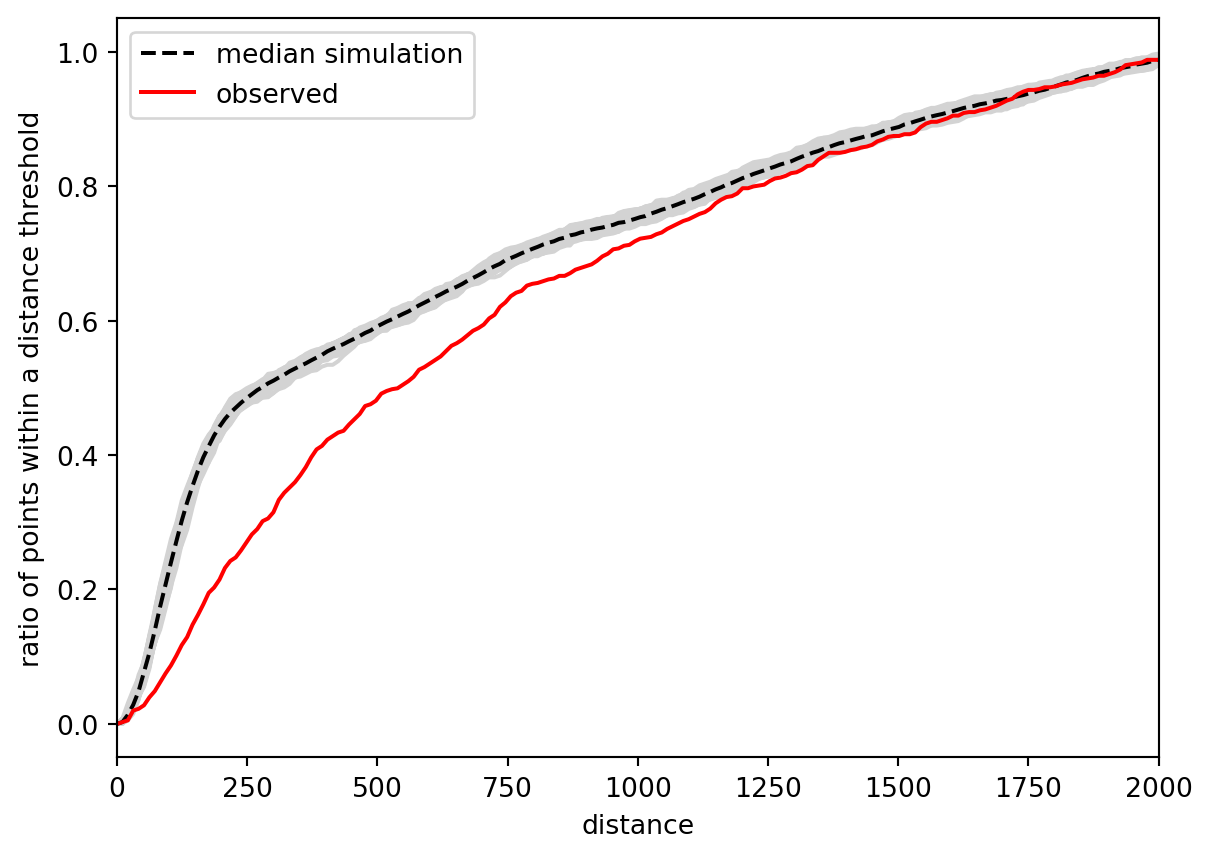 median simulation
observed
ratio of points within a distance threshold
1.0
0.8
0.6
0.4
0.2
0.0
0 250 500 750 1000 1250 1500 1750 2000
distance